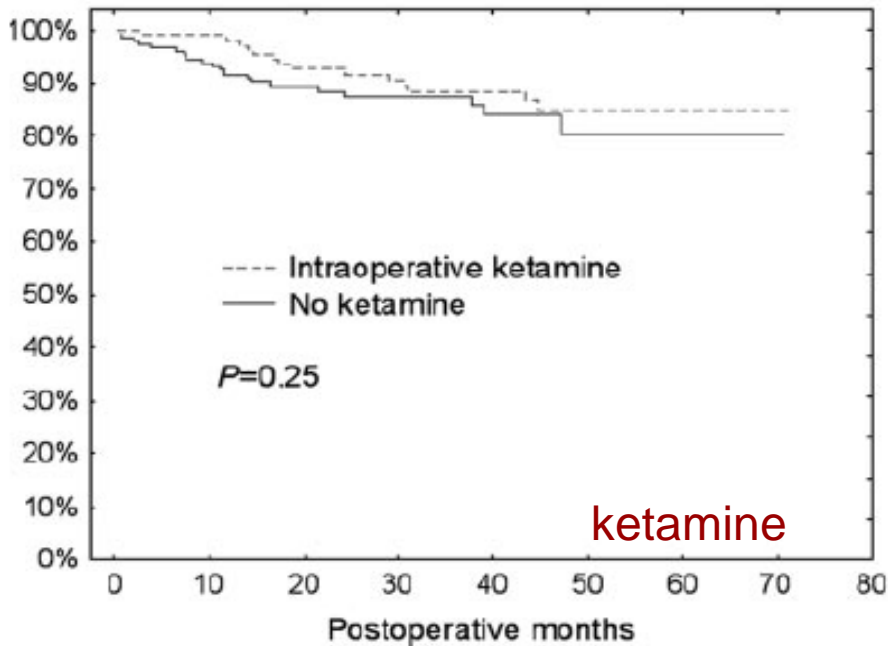 100%
90%
80%
70%
60%
50%
40%
30%
20%
10%
0%
Intraoperative ketamine
No ketamine
P=0.25
ketamine
0 10 20 30 40 50 60 70 80
Postoperative months